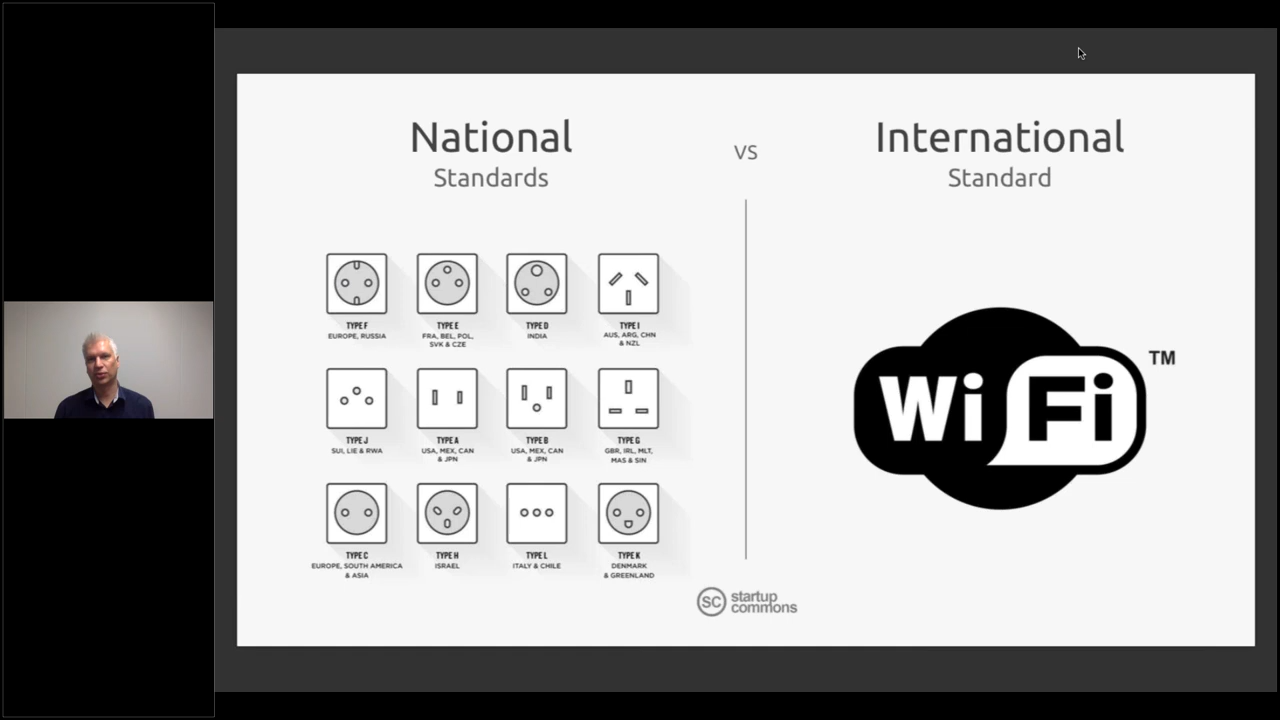 National
Standards
VS
International
Standard
TYPE F
EUROPE, RUSSIA
TYPE E
FRA, BEL, POL,
SVK & CZE
TYPE D
INDIA
TYPE I
AUS, ARG, CHN
& NZL
TYPE J
SUI, LIE & RWA
TYPE A
USA, MEX, CAN
& JPN
TYPE B
USA, MEX, CAN
& JPN
TYPE G
GBR, IRL, MLT,
MAS & SIN
TYPE C
EUROPE, SOUTH AMERICA
& ASIA
TYPE H
ISRAEL
TYPE L
ITALY & CHILE
TYPE K
DENMARK
& GREENLAND
Wi Fi TM
SC startup
commons